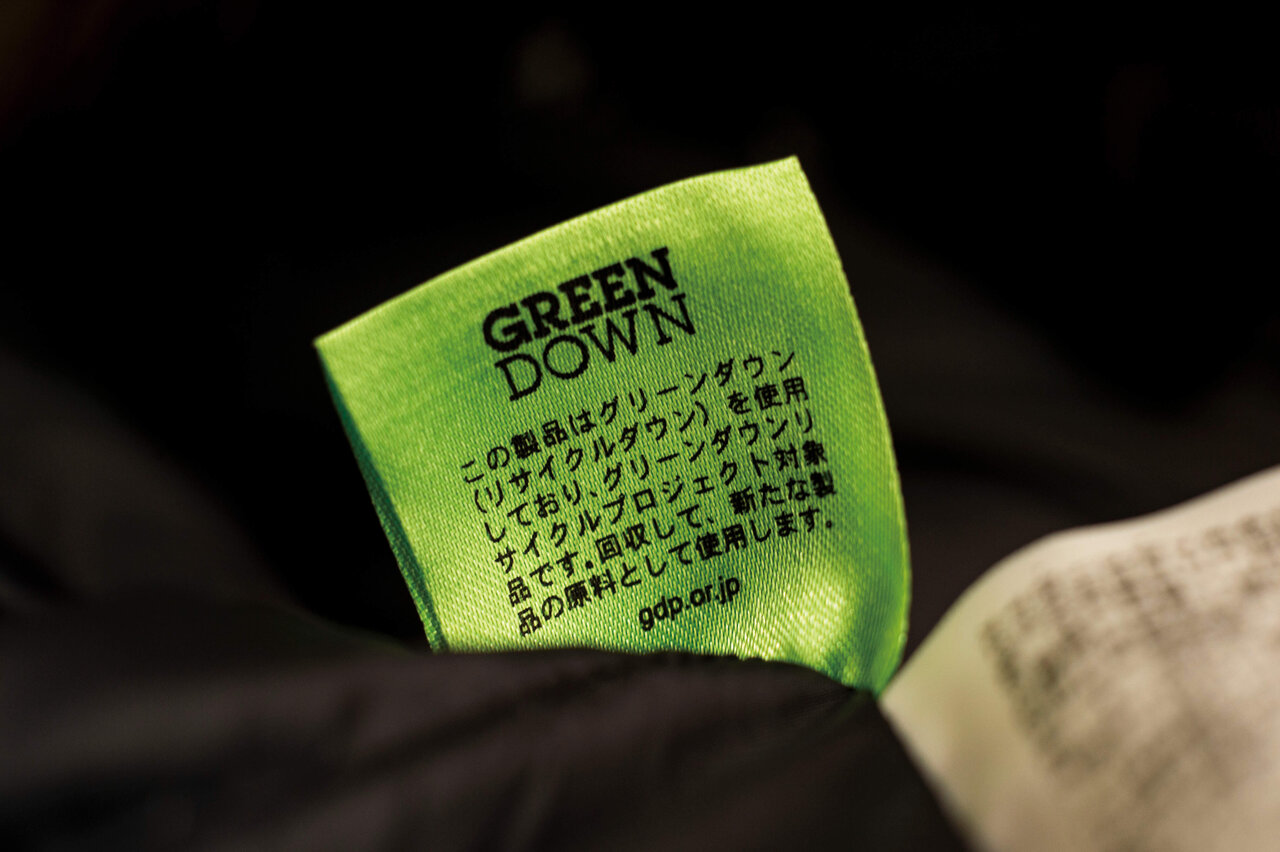 GREEN
DOWN
この製品はグリーンダウン
(リサイクルダウン)を使用
しており、グリーンダウンリ
サイクルプロジェクト対象
品です。回収して、新たな製
品の原料として使用します。
gdp.or.jp